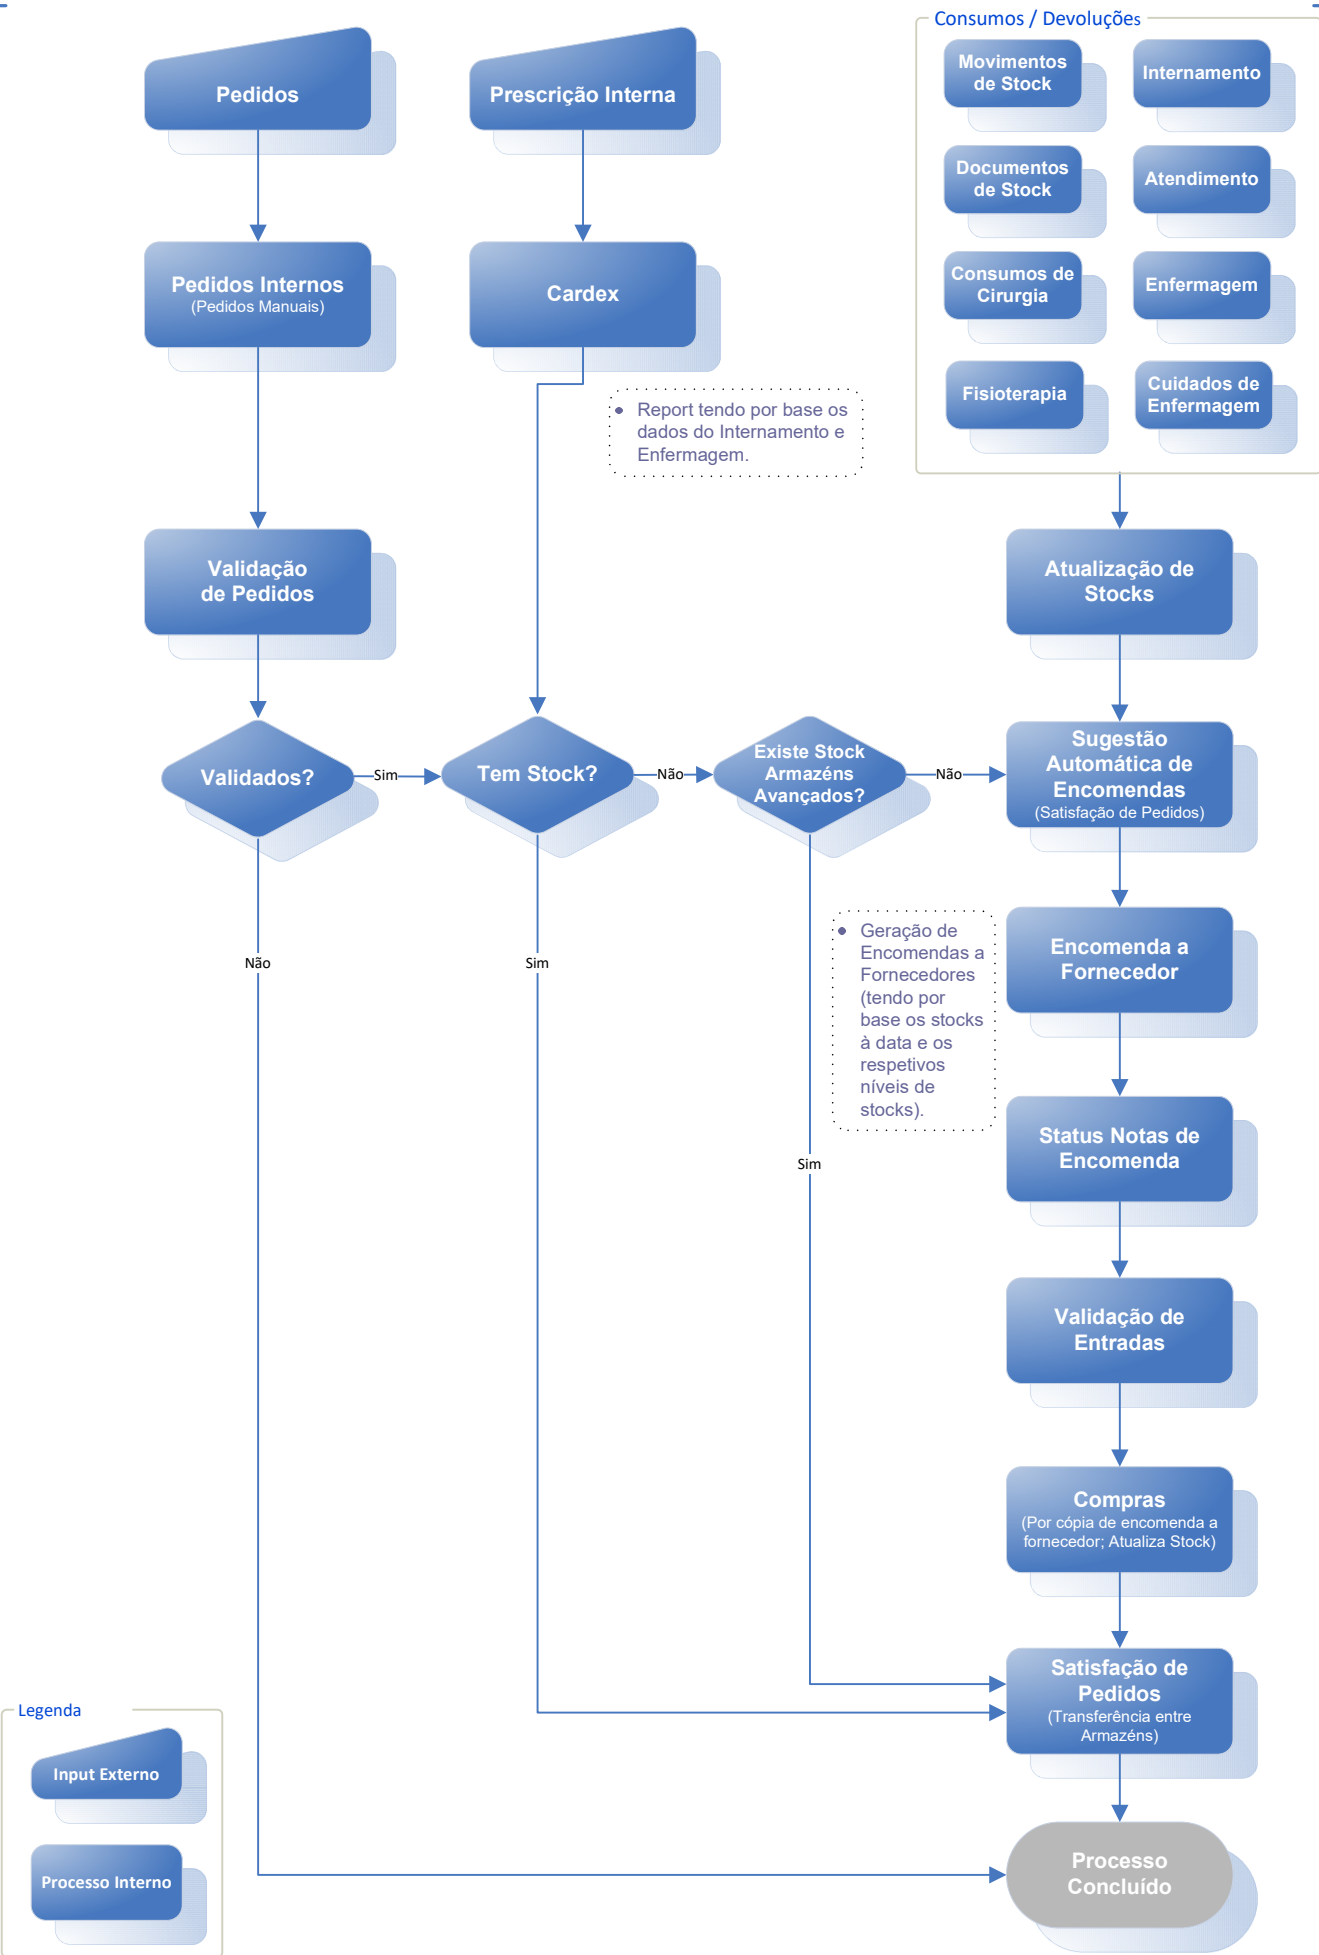 Consumos / Devoluções
Pedidos
Prescrição Interna
Movimentos
de Stock
Internamento
Documentos
de Stock
Atendimento
Pedidos Internos
(Pedidos Manuais)
Cardex
Consumos de
Cirurgia
Enfermagem
Fisioterapia
Cuidados de
Enfermagem
• Report tendo por base os
dados do Internamento e
Enfermagem.
Validação
de Pedidos
Atualização de
Stocks
Validados?
Sim
Tem Stock?
Não
Existe Stock
Armazéns
Avançados?
Não
Sugestão
Automática de
Encomendas
(Satisfação de Pedidos)
Não
Sim
• Geração de
Encomendas a
Fornecedores
(tendo por
base os stocks
à data e os
respetivos
níveis de
stocks).
Encomenda a
Fornecedor
Sim
Status Notas de
Encomenda
Validação de
Entradas
Compras
(Por cópia de encomenda a
fornecedor; Atualiza Stock)
Satisfação de
Pedidos
(Transferência entre
Armazéns)
Processo
Concluído
Legenda
Input Externo
Processo Interno